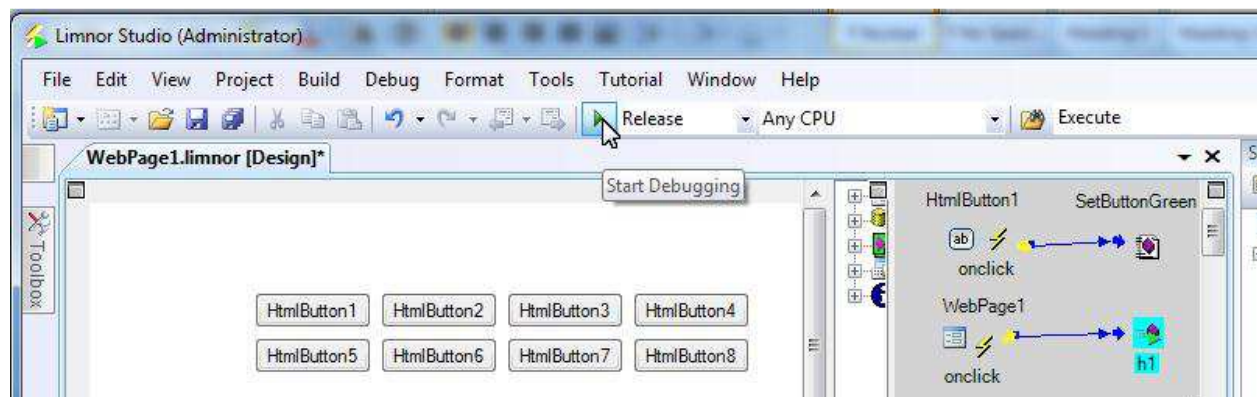 Limnor Studio (Administrator)
File Edit View Project Build Debug Format Tools Tutorial Window Help
Release Any CPU Execute
WebPage1.limnor [Design]*
Start Debugging
Toolbox
HtmlButton1 HtmlButton2 HtmlButton3 HtmlButton4
HtmlButton5 HtmlButton6 HtmlButton7 HtmlButton8
HtmlButton1 SetButtonGreen
ab
onclick
WebPage1
h1
onclick